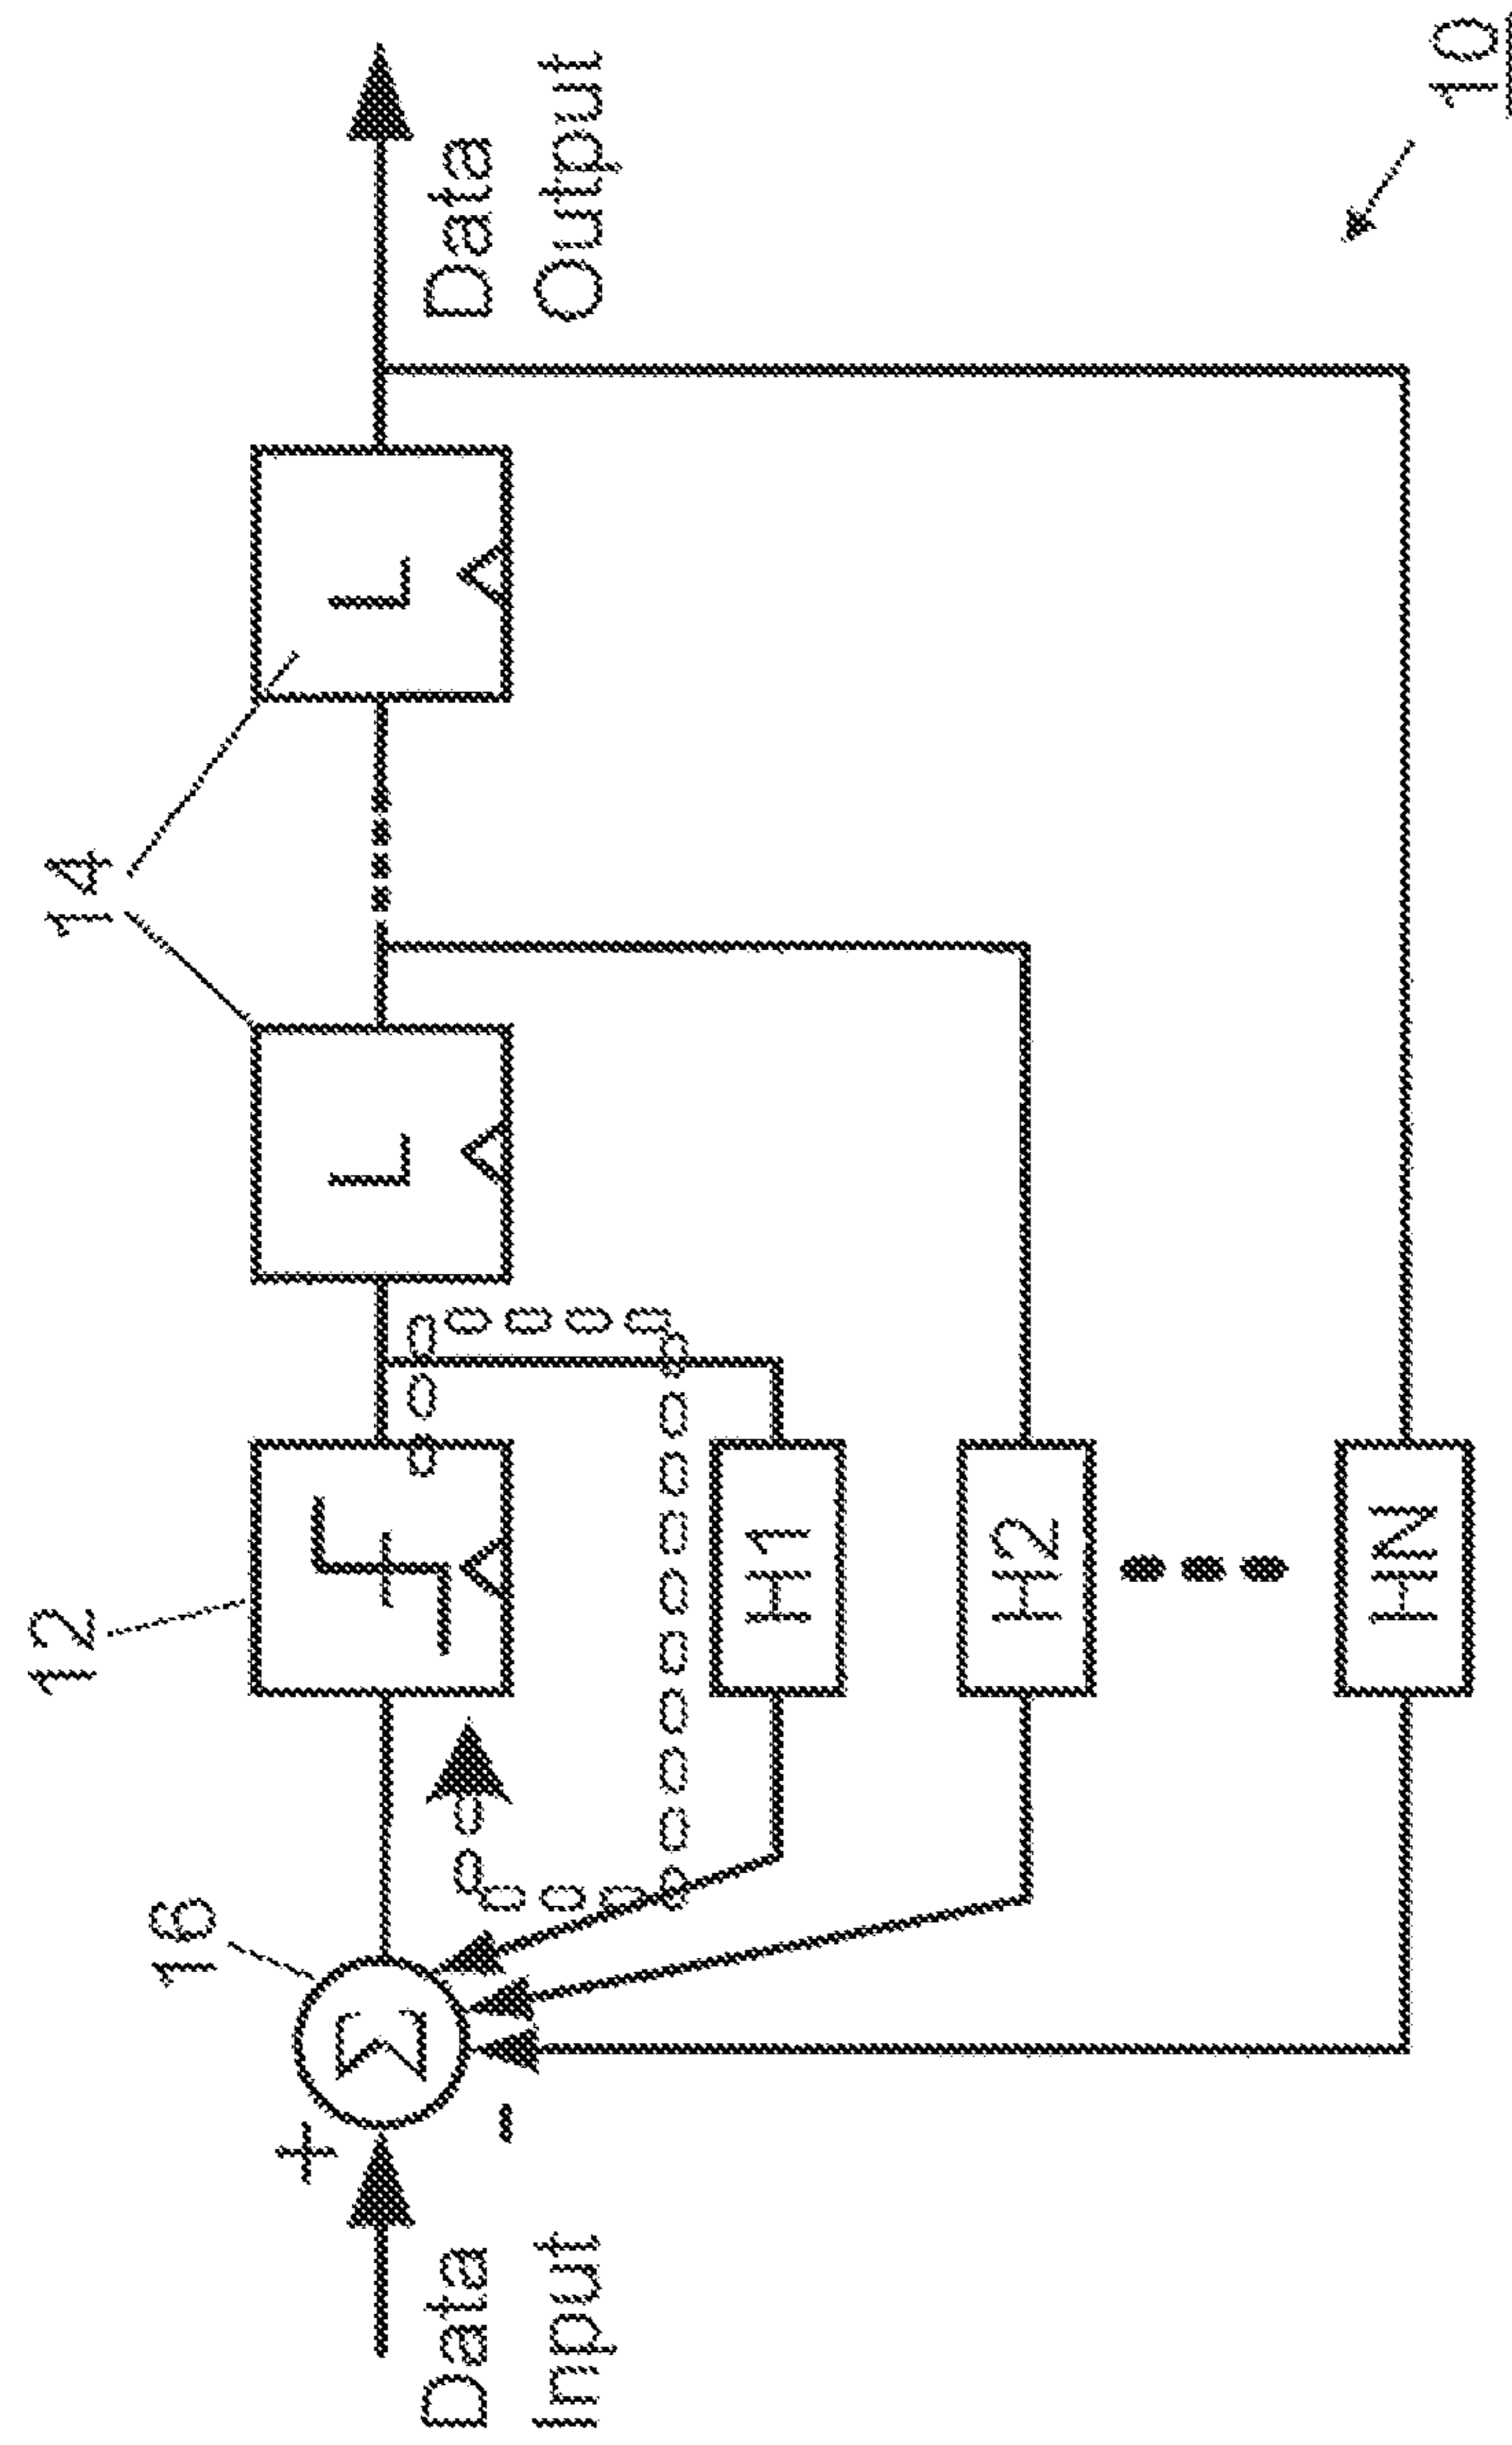 12
14
16
+
Σ
L
L
-
Data
Input
Data
Output
H1
H2
HN
10